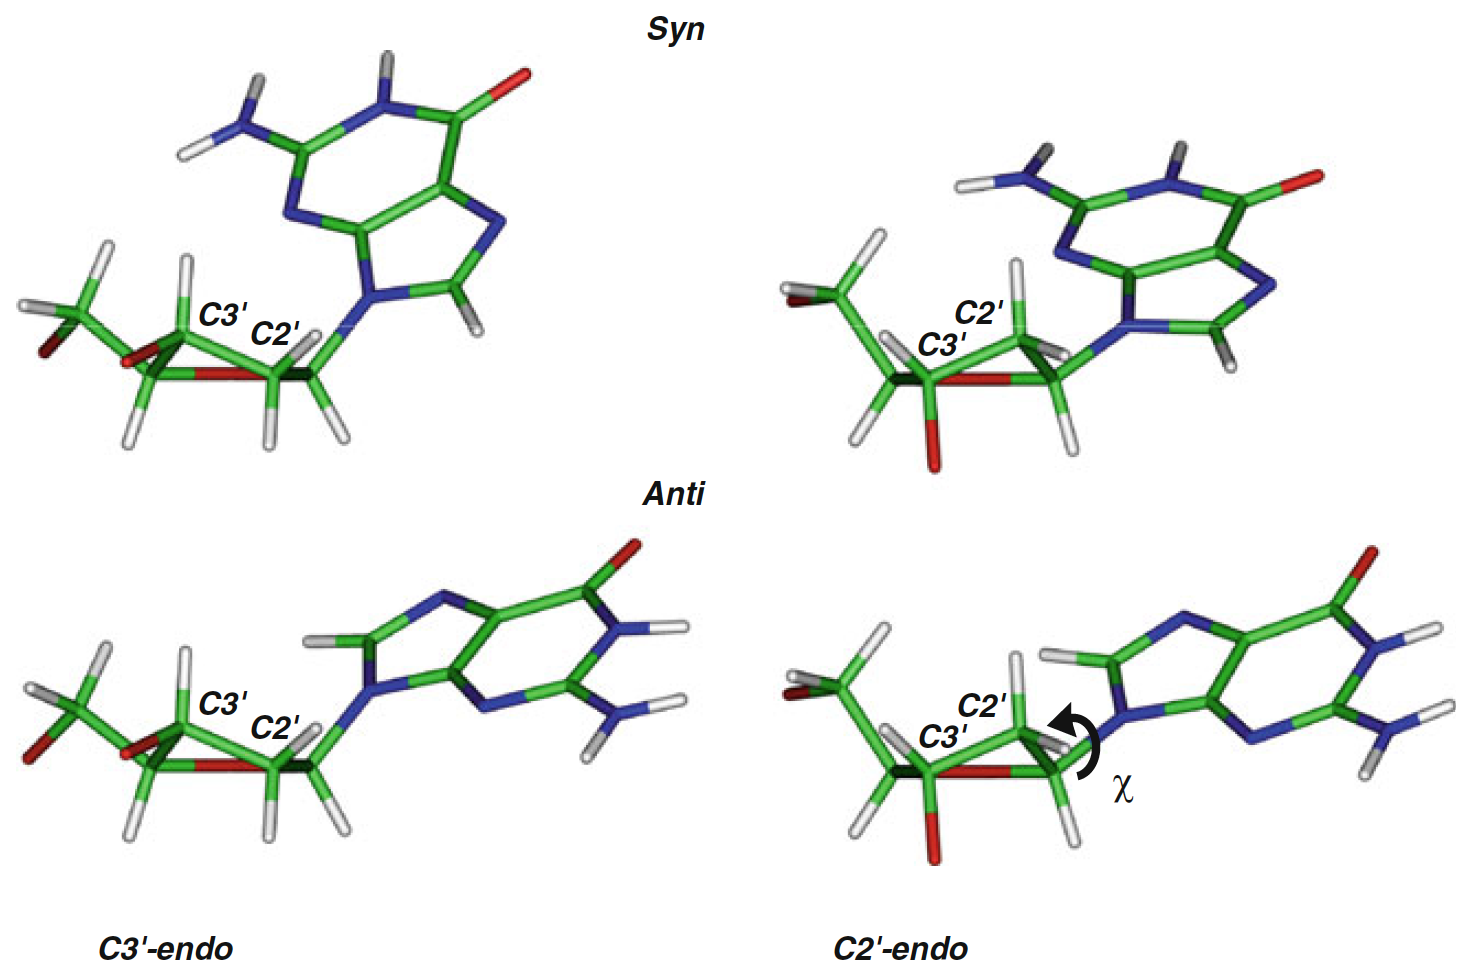 Syn
C3'
C2'
C2'
C3'
Anti
C3'
C2'
C2'
C3'
χ
C3'-endo
C2'-endo